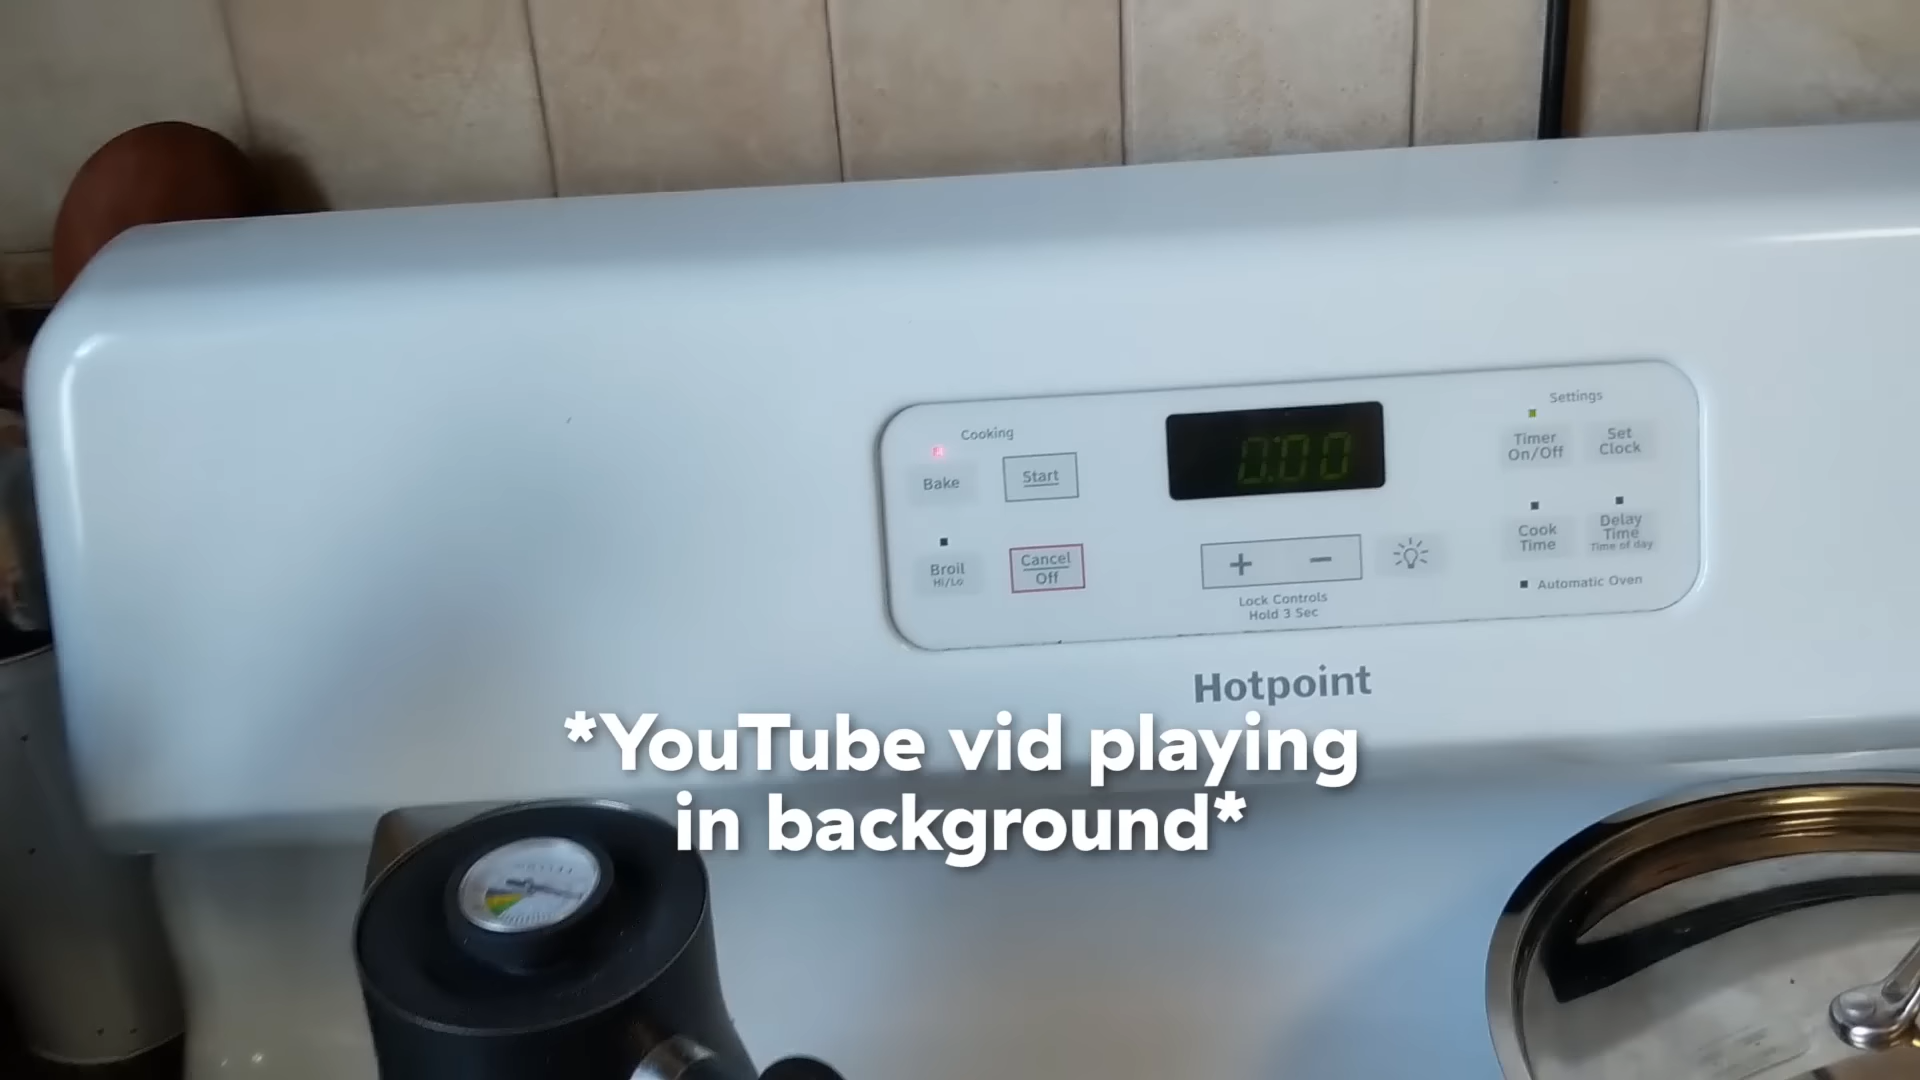 Cooking
Bake
Start
Broil
Hi/Lo
Cancel
Off
0:00
+ −
Lock Controls
Hold 3 Sec
Settings
Timer
On/Off
Set
Clock
Cook
Time
Delay
Time
Time of day
Automatic Oven
Hotpoint
*YouTube vid playing
in background*